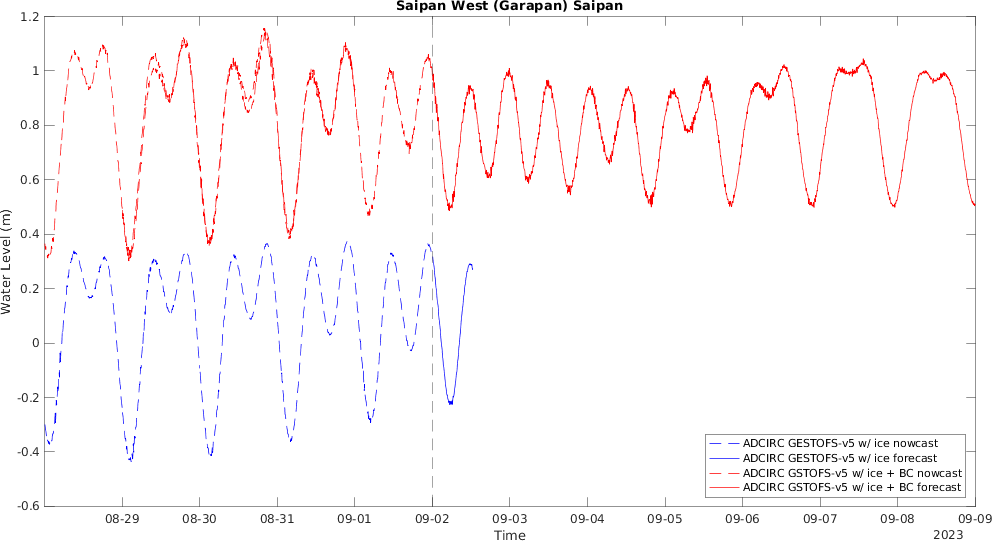 Saipan West (Garapan) Saipan
1.2
1
0.8
0.6
0.4
0.2
0
-0.2
-0.4
-0.6
Water Level (m)
08-29 08-30 08-31 09-01 09-02 09-03 09-04 09-05 09-06 09-07 09-08 09-09
Time
2023
ADCIRC GESTOFS-v5 w/ ice nowcast
ADCIRC GESTOFS-v5 w/ ice forecast
ADCIRC GSTOFS-v5 w/ ice + BC nowcast
ADCIRC GSTOFS-v5 w/ ice + BC forecast